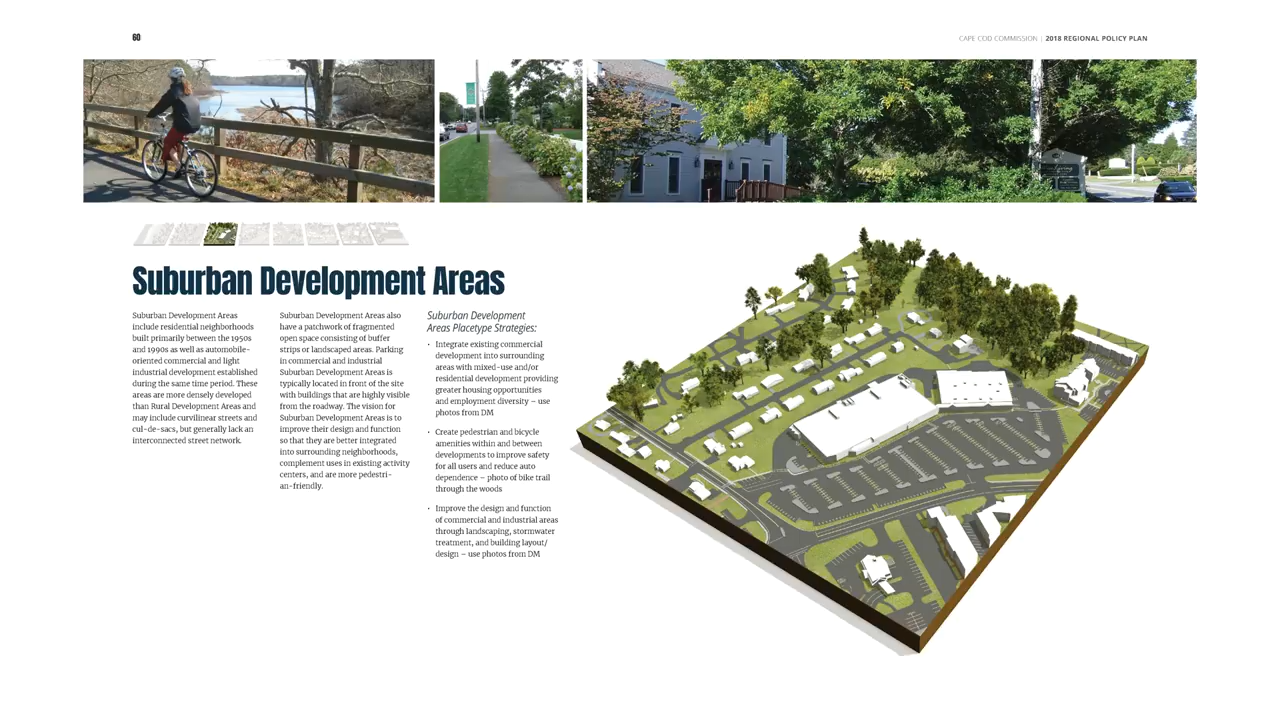 60
CAPE COD COMMISSION | 2018 REGIONAL POLICY PLAN
Suburban Development Areas
Suburban Development Areas
include residential neighborhoods
built primarily between the 1950s
and 1990s as well as automobile-
oriented commercial and light
industrial development established
during the same time period. These
areas are more densely developed
than Rural Development Areas and
may include curvilinear streets and
cul-de-sacs, but generally lack an
interconnected street network.
Suburban Development Areas also
have a patchwork of fragmented
open space consisting of buffer
strips or landscaped areas. Parking
in commercial and industrial
Suburban Development Areas is
typically located in front of the site
with buildings that are highly visible
from the roadway. The vision for
Suburban Development Areas is to
improve their design and function
so that they are better integrated
into surrounding neighborhoods,
complement uses in existing activity
centers, and are more pedestri-
an-friendly.
Suburban Development
Areas Placetype Strategies:
· Integrate existing commercial
development into surrounding
areas with mixed-use and/or
residential development providing
greater housing opportunities
and employment diversity – use
photos from DM
· Create pedestrian and bicycle
amenities within and between
developments to improve safety
for all users and reduce auto
dependence – photo of bike trail
through the woods
· Improve the design and function
of commercial and industrial areas
through landscaping, stormwater
treatment, and building layout/
design – use photos from DM